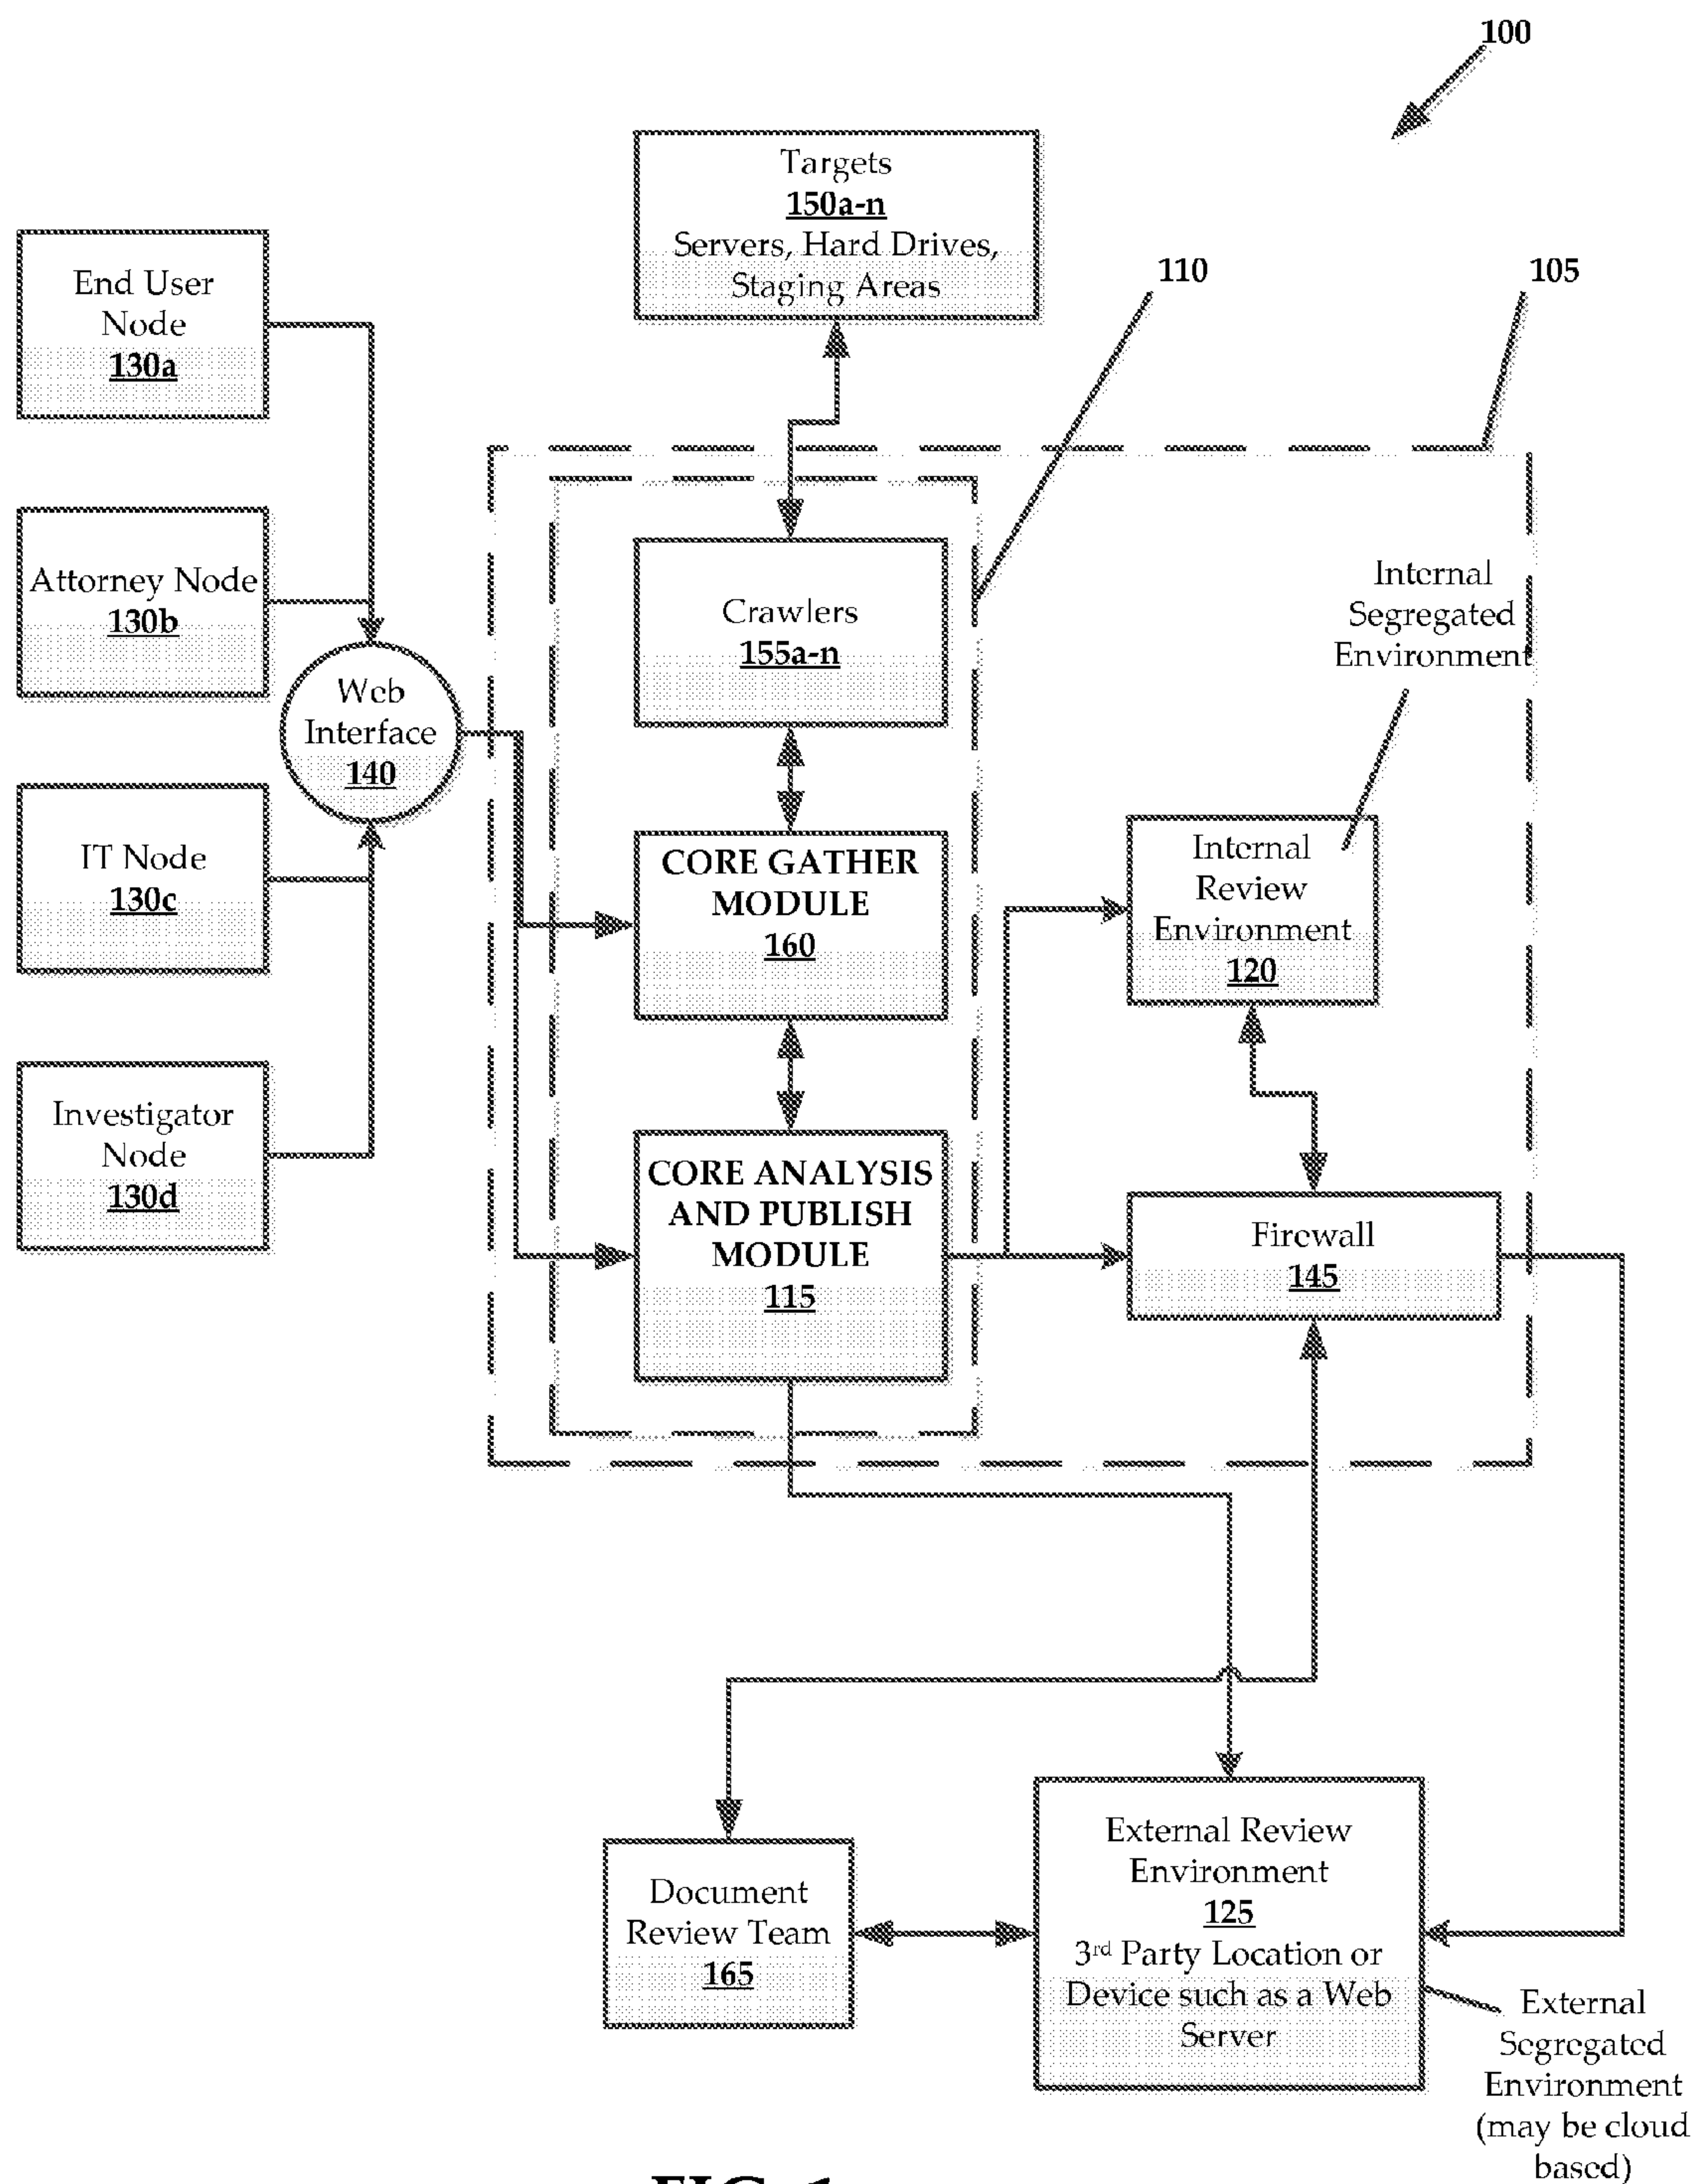 100
Targets
150a-n
Servers, Hard Drives,
Staging Areas
110
105
End User
Node
130a
Attorney Node
130b
Web
Interface
140
IT Node
130c
Investigator
Node
130d
Crawlers
155a-n
CORE GATHER
MODULE
160
CORE ANALYSIS
AND PUBLISH
MODULE
115
Internal
Segregated
Environment
Internal
Review
Environment
120
Firewall
145
Document
Review Team
165
External Review
Environment
125
3rd Party Location or
Device such as a Web
Server
External
Segregated
Environment
(may be cloud
based)